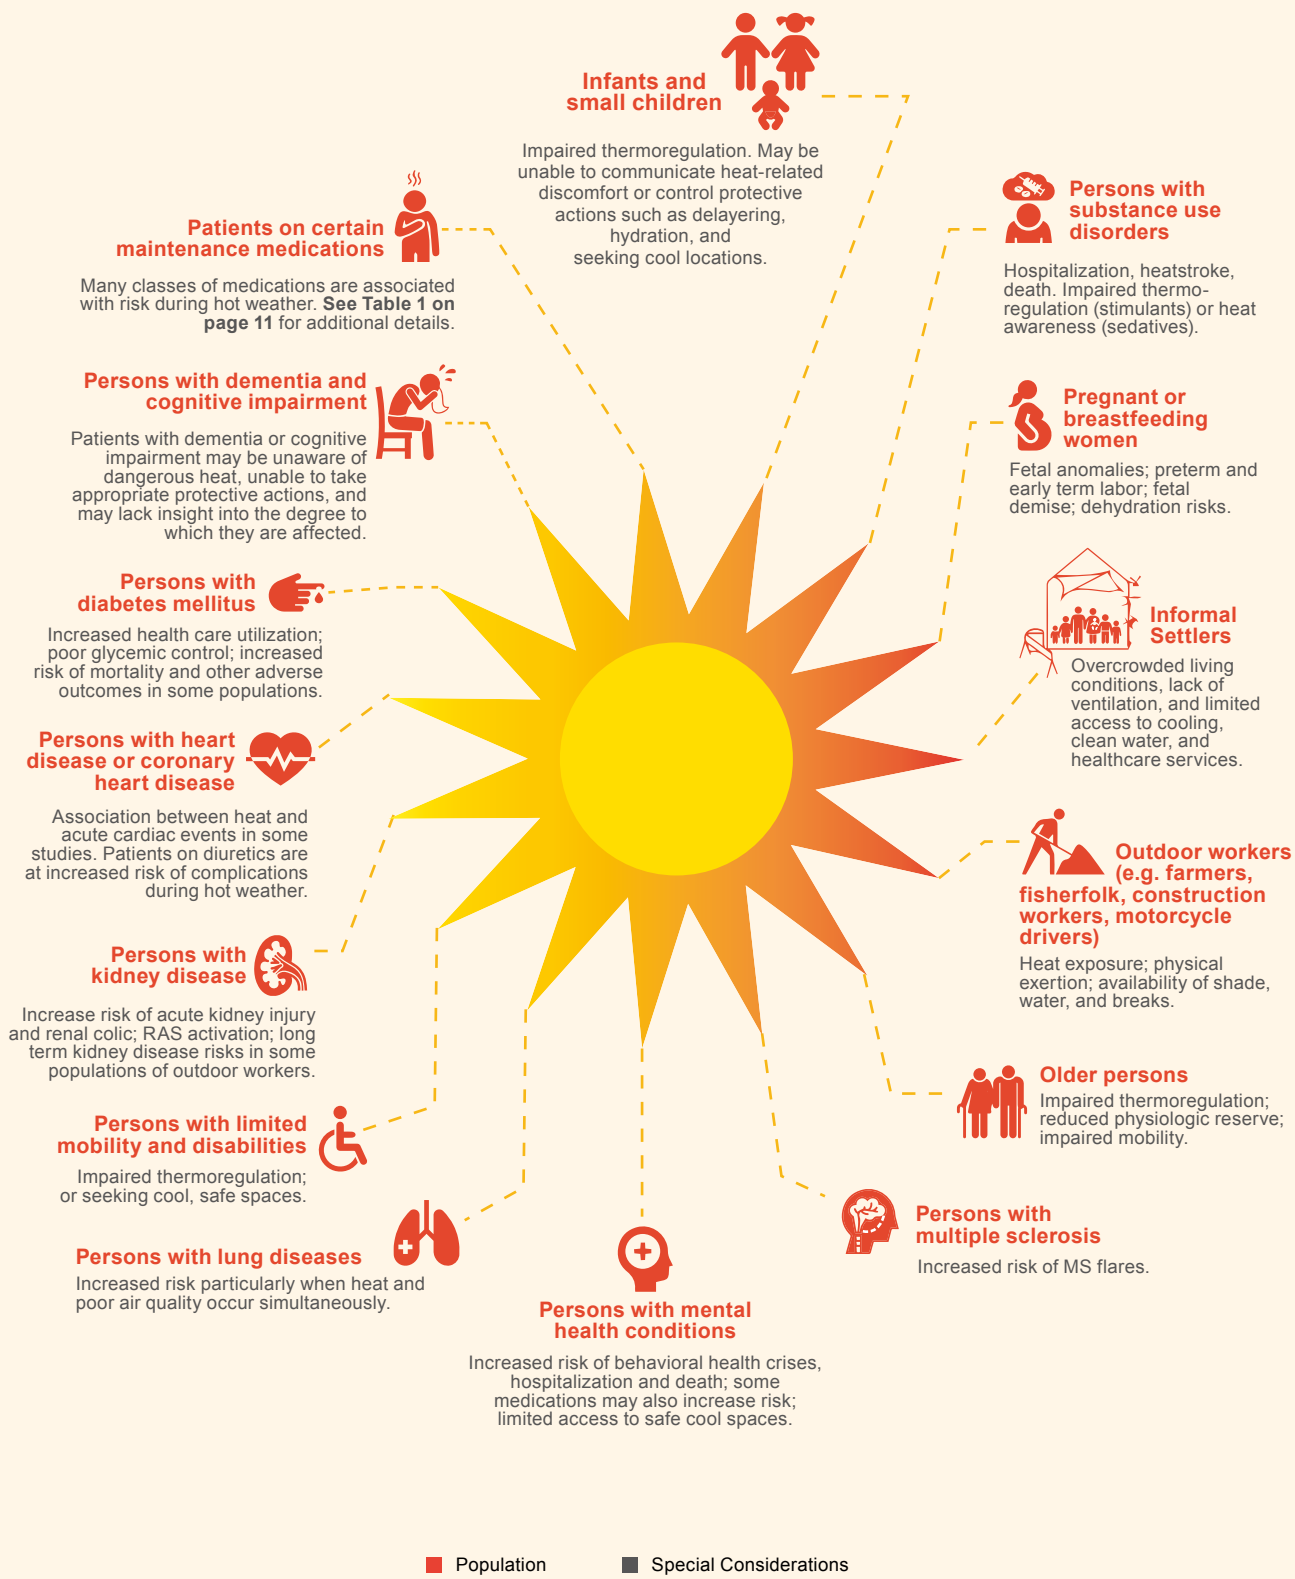 Infants and
small children
Impaired thermoregulation. May be
unable to communicate heat-related
discomfort or control protective
actions such as delayering,
hydration, and
seeking cool locations.
Patients on certain
maintenance medications
Many classes of medications are associated
with risk during hot weather. See Table 1 on
page 11 for additional details.
Persons with
substance use
disorders
Hospitalization, heatstroke,
death. Impaired thermo-
regulation (stimulants) or heat
awareness (sedatives).
Persons with dementia and
cognitive impairment
Patients with dementia or cognitive
impairment may be unaware of
dangerous heat, unable to take
appropriate protective actions, and
may lack insight into the degree to
which they are affected.
Pregnant or
breastfeeding
women
Fetal anomalies; preterm and
early term labor; fetal
demise; dehydration risks.
Persons with
diabetes mellitus
Increased health care utilization;
poor glycemic control; increased
risk of mortality and other adverse
outcomes in some populations.
Informal
Settlers
Overcrowded living
conditions, lack of
ventilation, and limited
access to cooling,
clean water, and
healthcare services.
Persons with heart
disease or coronary
heart disease
Association between heat and
acute cardiac events in some
studies. Patients on diuretics are
at increased risk of complications
during hot weather.
Outdoor workers
(e.g. farmers,
fisherfolk, construction
workers, motorcycle
drivers)
Heat exposure; physical
exertion; availability of shade,
water, and breaks.
Persons with
kidney disease
Increase risk of acute kidney injury
and renal colic; RAS activation; long
term kidney disease risks in some
populations of outdoor workers.
Older persons
Impaired thermoregulation;
reduced physiologic reserve;
impaired mobility.
Persons with limited
mobility and disabilities
Impaired thermoregulation;
or seeking cool, safe spaces.
Persons with
multiple sclerosis
Increased risk of MS flares.
Persons with lung diseases
Increased risk particularly when heat and
poor air quality occur simultaneously.
Persons with mental
health conditions
Increased risk of behavioral health crises,
hospitalization and death; some
medications may also increase risk;
limited access to safe cool spaces.
Population
Special Considerations